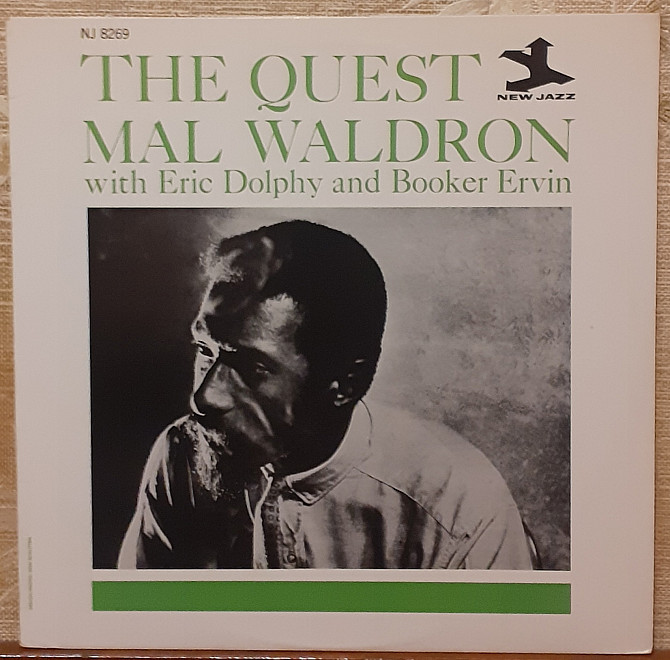 NJ 8269
THE QUEST
NEW JAZZ
MAL WALDRON
with Eric Dolphy and Booker Ervin